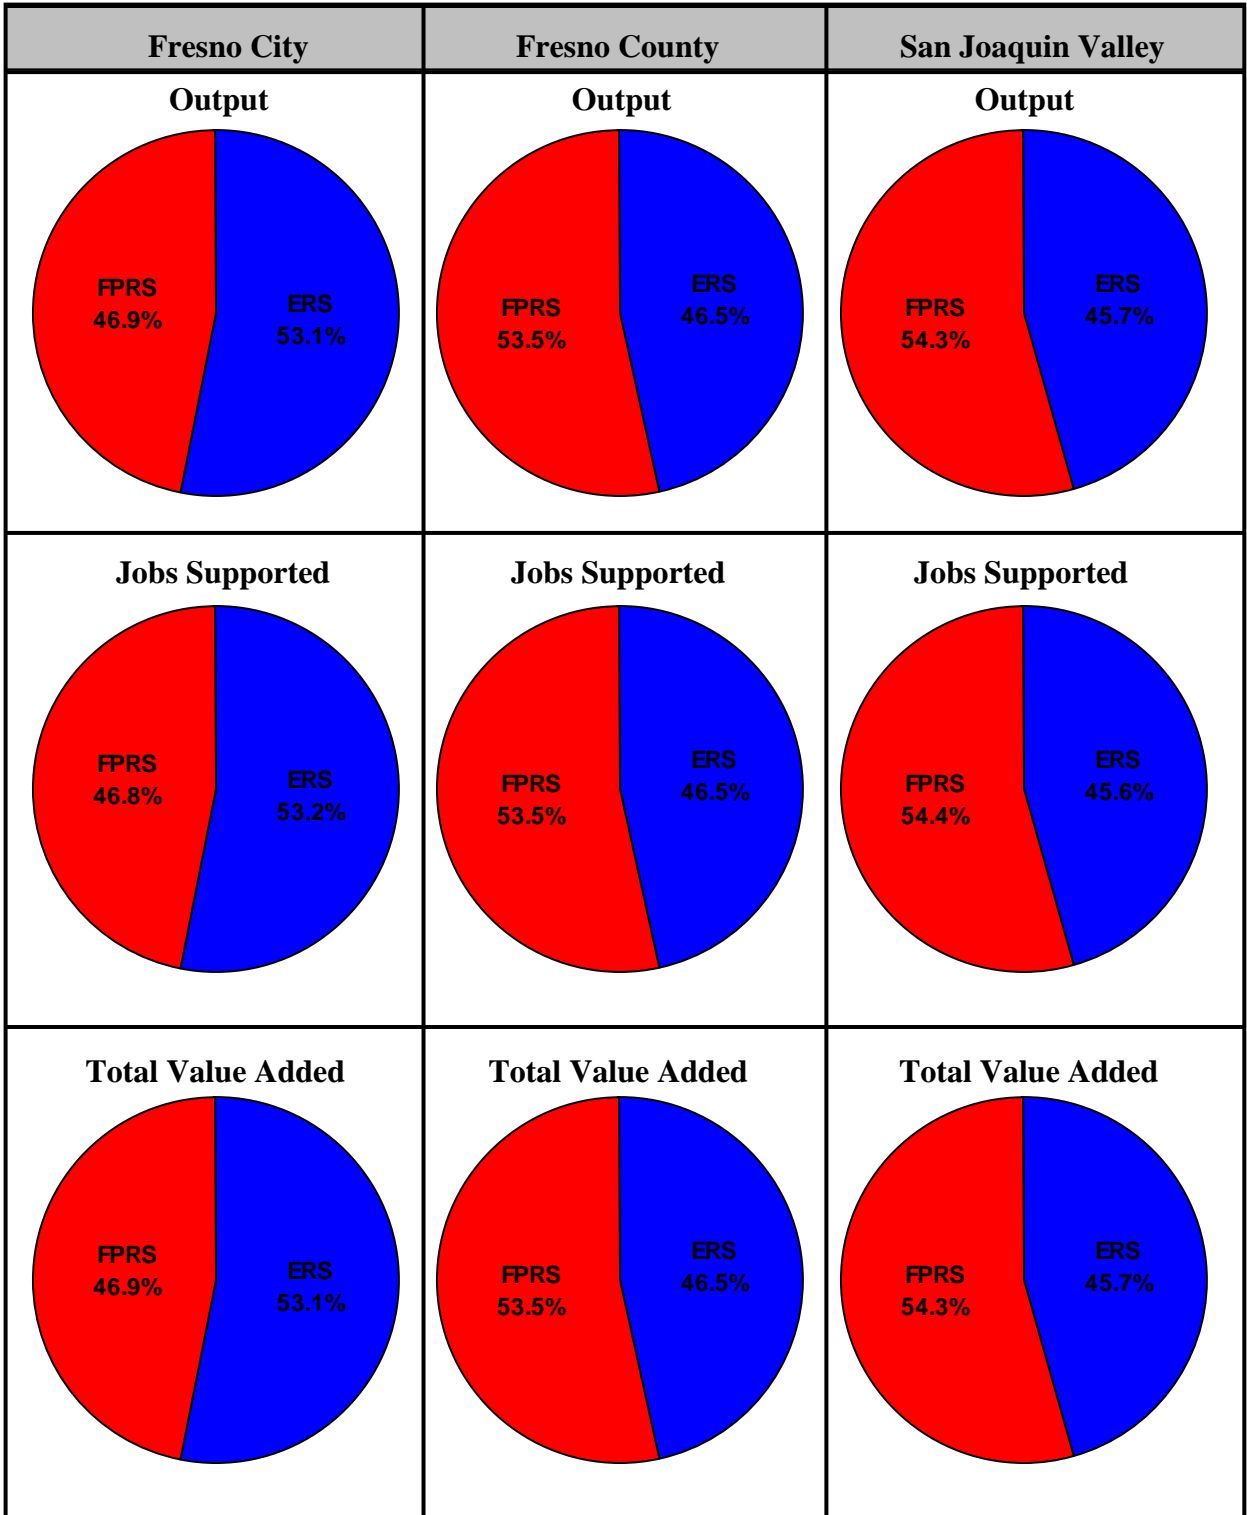 Fresno City
Fresno County
San Joaquin Valley
Output
FPRS
46.9%
ERS
53.1%
Output
FPRS
53.5%
ERS
46.5%
Output
FPRS
54.3%
ERS
45.7%
Jobs Supported
FPRS
46.8%
ERS
53.2%
Jobs Supported
FPRS
53.5%
ERS
46.5%
Jobs Supported
FPRS
54.4%
ERS
45.6%
Total Value Added
FPRS
46.9%
ERS
53.1%
Total Value Added
FPRS
53.5%
ERS
46.5%
Total Value Added
FPRS
54.3%
ERS
45.7%